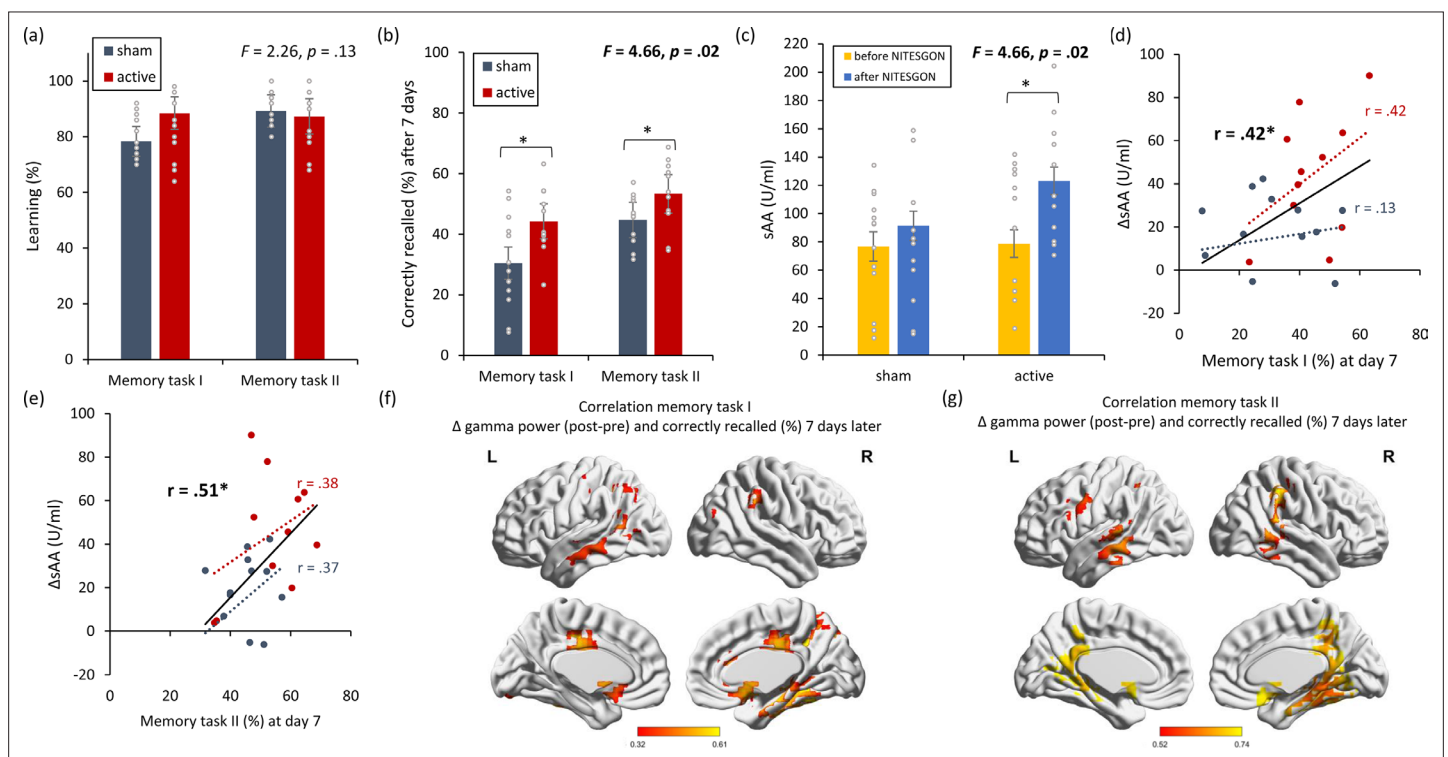 (a)
sham
active
F = 2.26, p = .13
Learning (%)
100
80
60
40
20
0
Memory task I
Memory task II
(b)
sham
active
F = 4.66, p = .02
Correctly recalled (%) after 7 days
100
80
60
40
20
0
*
*
Memory task I
Memory task II
(c)
before NITESGON
after NITESGON
F = 4.66, p = .02
sAA (U/ml)
220
200
180
160
140
120
100
80
60
40
20
0
*
sham
active
(d)
ΔsAA (U/ml)
100
80
60
40
20
0
-20
r = .42*
r = .42
r = .13
0
20
40
60
80
Memory task I (%) at day 7
(e)
ΔsAA (U/ml)
100
80
60
40
20
0
-20
r = .51*
r = .38
r = .37
0
20
40
60
80
Memory task II (%) at day 7
(f)
Correlation memory task I
Δ gamma power (post-pre) and correctly recalled (%) 7 days later
L
R
0.32
0.61
(g)
Correlation memory task II
Δ gamma power (post-pre) and correctly recalled (%) 7 days later
L
R
0.52
0.74